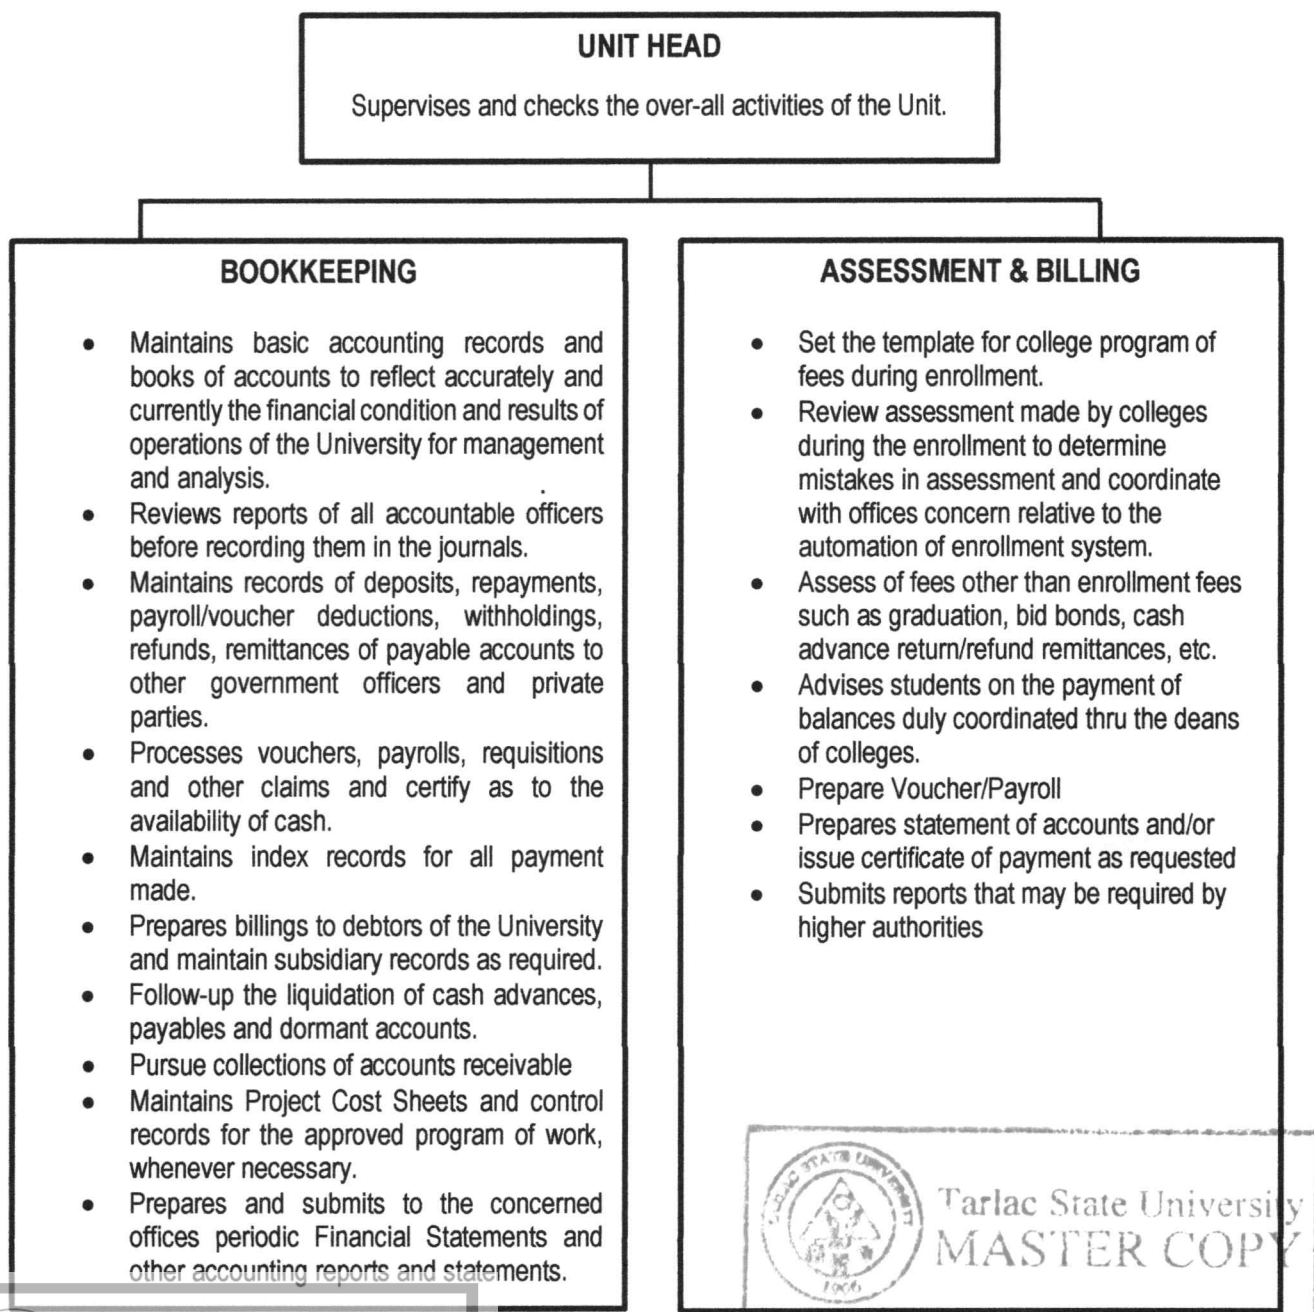 UNIT HEAD
Supervises and checks the over-all activities of the Unit.
BOOKKEEPING
• Maintains basic accounting records and
books of accounts to reflect accurately and
currently the financial condition and results of
operations of the University for management
and analysis.
• Reviews reports of all accountable officers
before recording them in the journals.
• Maintains records of deposits, repayments,
payroll/voucher deductions, withholdings,
refunds, remittances of payable accounts to
other government officers and private
parties.
• Processes vouchers, payrolls, requisitions
and other claims and certify as to the
availability of cash.
• Maintains index records for all payment
made.
• Prepares billings to debtors of the University
and maintain subsidiary records as required.
• Follow-up the liquidation of cash advances,
payables and dormant accounts.
• Pursue collections of accounts receivable
• Maintains Project Cost Sheets and control
records for the approved program of work,
whenever necessary.
• Prepares and submits to the concerned
offices periodic Financial Statements and
other accounting reports and statements.
ASSESSMENT & BILLING
• Set the template for college program of
fees during enrollment.
• Review assessment made by colleges
during the enrollment to determine
mistakes in assessment and coordinate
with offices concern relative to the
automation of enrollment system.
• Assess of fees other than enrollment fees
such as graduation, bid bonds, cash
advance return/refund remittances, etc.
• Advises students on the payment of
balances duly coordinated thru the deans
of colleges.
• Prepare Voucher/Payroll
• Prepares statement of accounts and/or
issue certificate of payment as requested
• Submits reports that may be required by
higher authorities
TARLAC STATE UNIVERSITY
1906
Tarlac State University
MASTER COPY